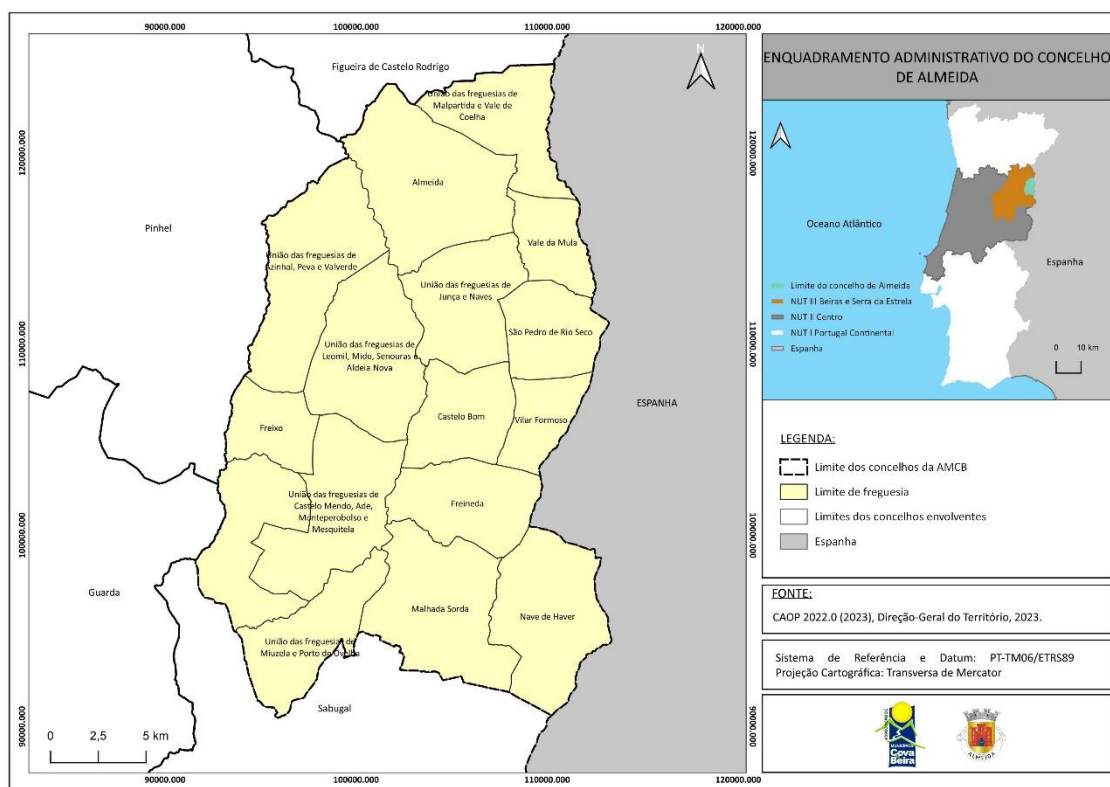 90000.000
100000.000
110000.000
120000.000
Figueira de Castelo Rodrigo
N
União das freguesias de
Malpartida e Vale de
Coelha
120000.000
120000.000
Almeida
Pinhel
Vale da Mula
União das freguesias de
Azinhal, Peva e Valverde
União das freguesias de
Junça e Naves
São Pedro de Rio Seco
110000.000
110000.000
União das freguesias de
Leomil, Mido, Senouras e
Aldeia Nova
ESPANHA
Castelo Bom
Vilar Formoso
Freixo
União das freguesias de
Castelo Mendo, Ade,
Monteperobolso e
Mesquitela
Freineda
100000.000
100000.000
Guarda
Malhada Sorda
Nave de Haver
União das freguesias de
Miuzela e Porto de Ovelha
Sabugal
90000.000
90000.000
0 2,5 5 km
90000.000
100000.000
110000.000
120000.000
ENQUADRAMENTO ADMINISTRATIVO DO CONCELHO
DE ALMEIDA
Oceano Atlântico
Espanha
Limite do concelho de Almeida
NUT III Beiras e Serra da Estrela
NUT II Centro
NUT I Portugal Continental
Espanha
0 10 km
LEGENDA:
Limite dos concelhos da AMCB
Limite de freguesia
Limites dos concelhos envolventes
Espanha
FONTE:
CAOP 2022.0 (2023), Direção-Geral do Território, 2023.
Sistema de Referência e Datum: PT-TM06/ETRS89
Projeção Cartográfica: Transversa de Mercator
Cova
Beira
ALMEIDA